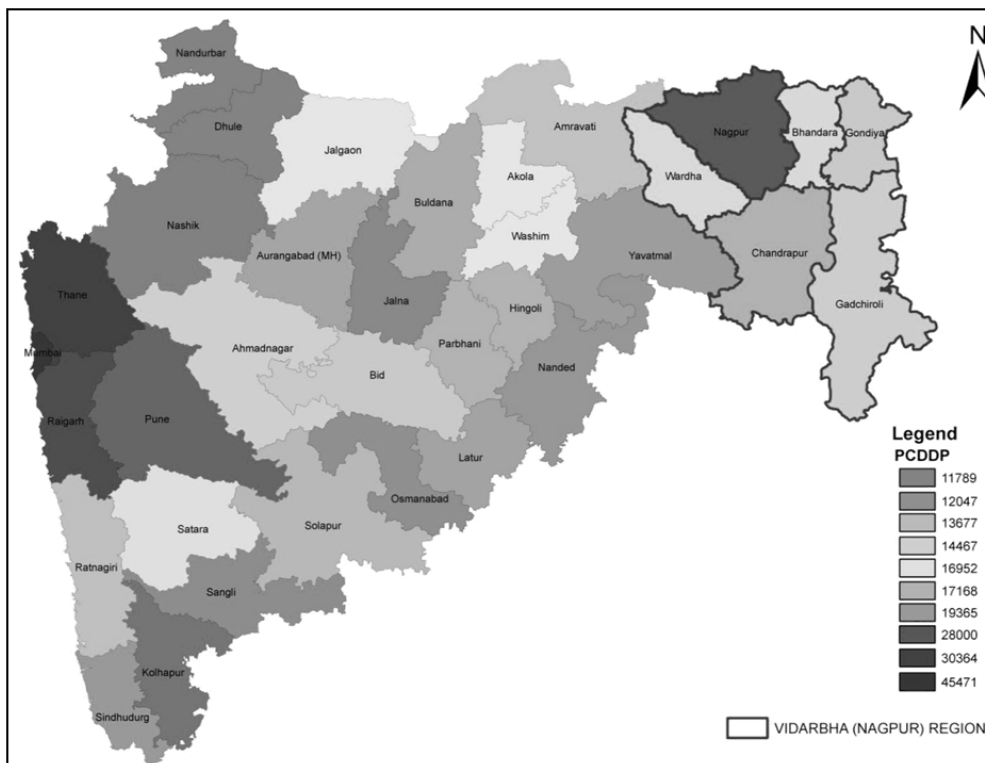 N
Nandurbar
Dhule
Jalgaon
Amravati
Nagpur
Bhandara
Gondiya
Akola
Wardha
Buldana
Nashik
Washim
Aurangabad (MH)
Yavatmal
Chandrapur
Thane
Jalna
Hingoli
Gadchiroli
Parbhani
Mumbai
Ahmadnagar
Nanded
Bid
Raigarh
Pune
Latur
Osmanabad
Solapur
Satara
Ratnagiri
Sangli
Kolhapur
Sindhudurg
Legend
PCDDP
11789
12047
13677
14467
16952
17168
19365
28000
30364
45471
VIDARBHA (NAGPUR) REGION